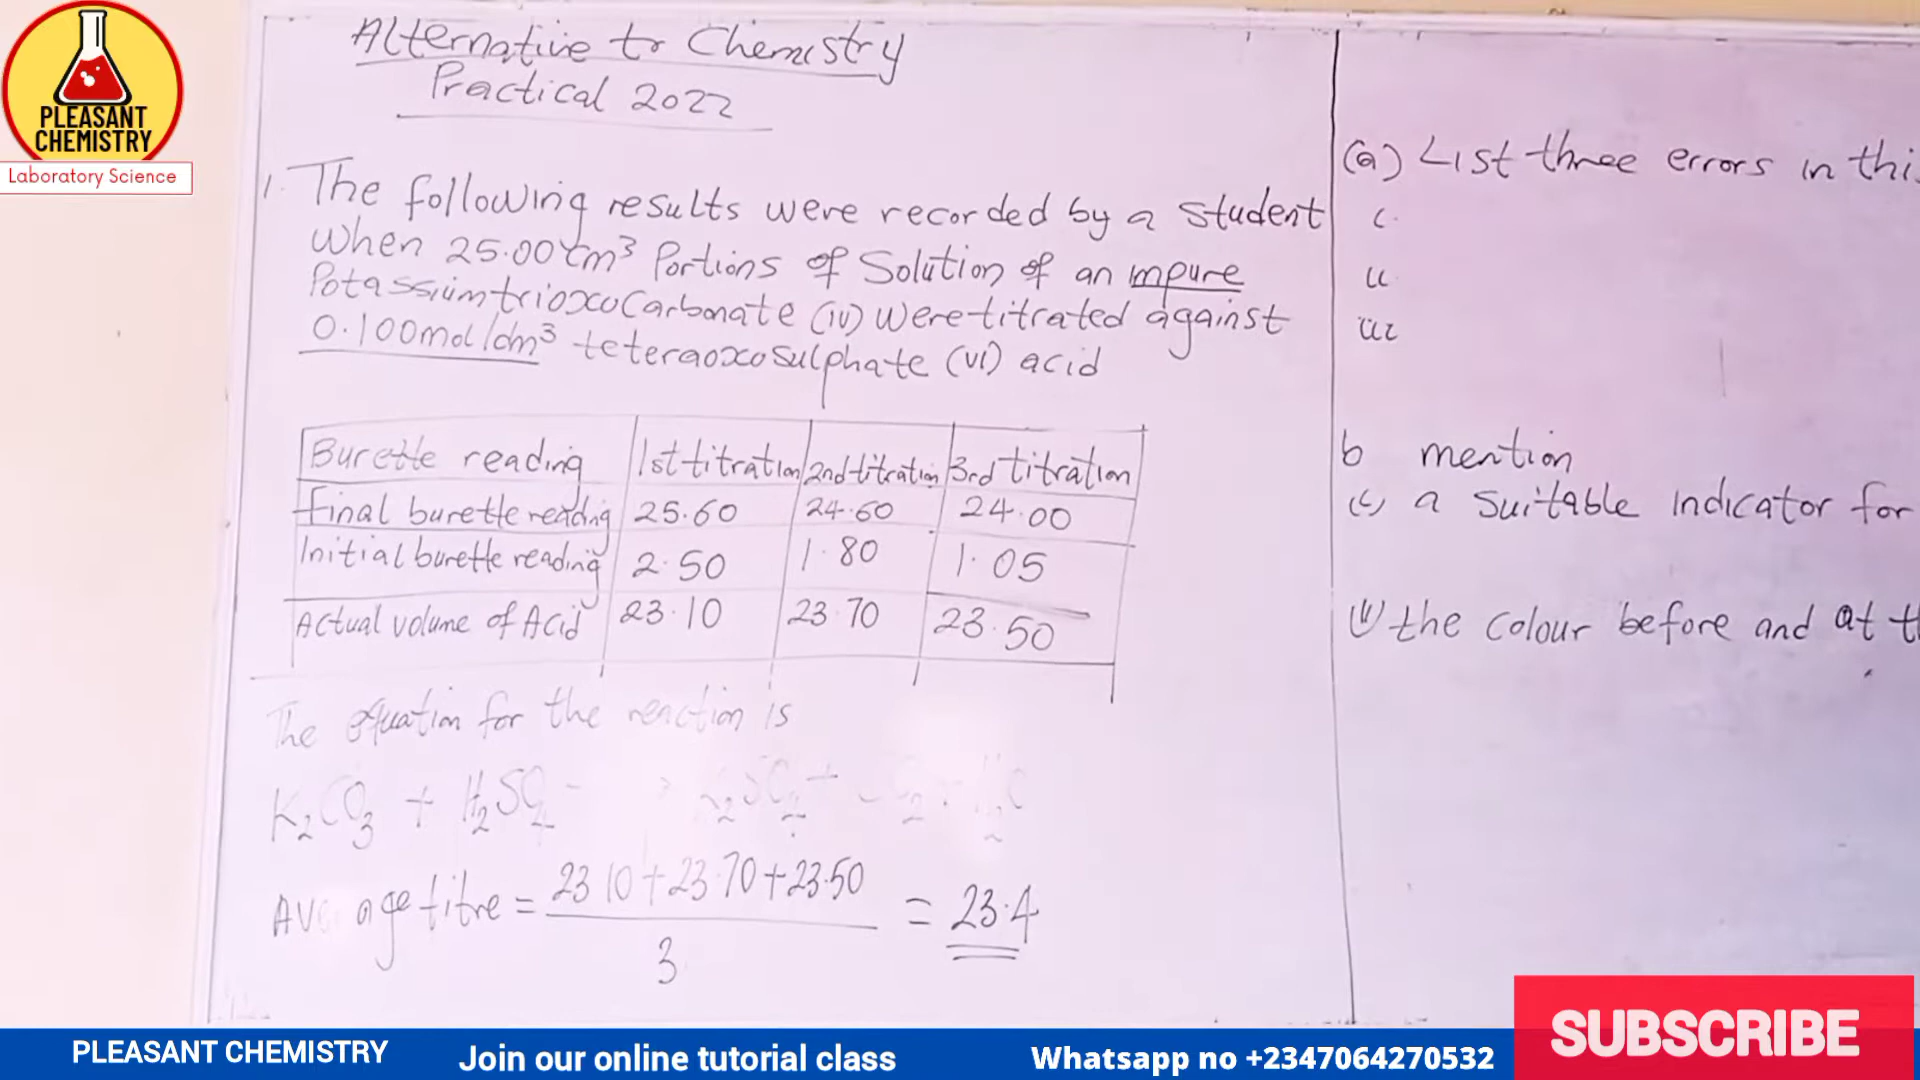 PLEASANT
CHEMISTRY
Laboratory Science
Alternative to Chemistry
Practical 2022
1. The following results were recorded by a student
When 25.00cm³ Portions of Solution of an impure
Potassiumtrioxocarbonate (iv) were titrated against
0.100mol/dm³ teteraoxosulphate (vi) acid
Burette reading 1st titration 2nd titration 3rd titration
Final burette reading 25.60 24.60 24.00
Initial burette reading 2.50 1.80 1.05
Actual volume of Acid 23.10 23.70 23.50
The equation for the reaction is
K₂CO₃ + H₂SO₄
Average titre = 23.10 + 23.70 + 23.50 = 23.4
3
(a) List three errors in thi
i.
ii.
iii
b mention
(i) a suitable indicator for
(ii) the colour before and at t
PLEASANT CHEMISTRY
Join our online tutorial class
Whatsapp no +2347064270532
SUBSCRIBE